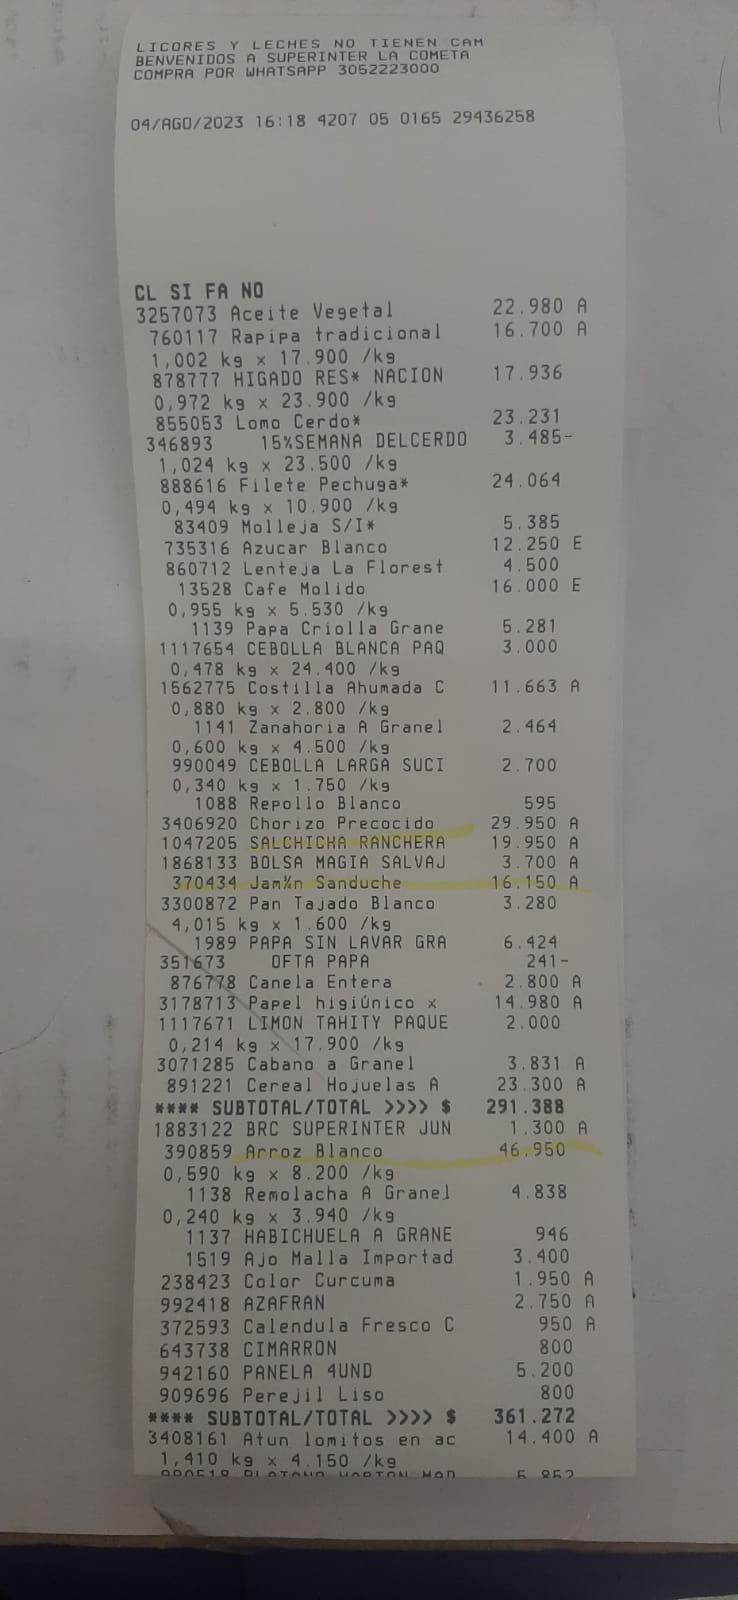 LICORES Y LECHES NO TIENEN CAM
BENVENIDOS A SUPERINTER LA COMETA
COMPRA POR WHATSAPP 3052223000
04/AGO/2023 16:18 4207 05 0165 29436258
CL SI FA NO
3257073 Aceite Vegetal 22.980 A
760117 Rapipa tradicional 16.700 A
1,002 kg x 17.900 /kg
878777 HIGADO RES* NACION 17.936
0,972 kg x 23.900 /kg
855053 Lomo Cerdo* 23.231
346893 15%SEMANA DELCERDO 3.485-
1,024 kg x 23.500 /kg
888616 Filete Pechuga* 24.064
0,494 kg x 10.900 /kg
83409 Molleja S/I* 5.385
735316 Azucar Blanco 12.250 E
860712 Lenteja La Florest 4.500
13528 Cafe Molido 16.000 E
0,955 kg x 5.530 /kg
1139 Papa Criolla Grane 5.281
1117654 CEBOLLA BLANCA PAQ 3.000
0,478 kg x 24.400 /kg
1562775 Costilla Ahumada C 11.663 A
0,880 kg x 2.800 /kg
1141 Zanahoria A Granel 2.464
0,600 kg x 4.500 /kg
990049 CEBOLLA LARGA SUCI 2.700
0,340 kg x 1.750 /kg
1088 Repollo Blanco 595
3406920 Chorizo Precocido 29.950 A
1047205 SALCHICHA RANCHERA 19.950 A
1868133 BOLSA MAGIA SALVAJ 3.700 A
370434 Jam¾n Sanduche 16.150 A
3300872 Pan Tajado Blanco 3.280
4,015 kg x 1.600 /kg
1989 PAPA SIN LAVAR GRA 6.424
351673 OFTA PAPA 241-
876778 Canela Entera 2.800 A
3178713 Papel higiúnico x 14.980 A
1117671 LIMON TAHITY PAQUE 2.000
0,214 kg x 17.900 /kg
3071285 Cabano a Granel 3.831 A
891221 Cereal Hojuelas A 23.300 A
**** SUBTOTAL/TOTAL >>>> $ 291.388
1883122 BRC SUPERINTER JUN 1.300 A
390859 Arroz Blanco 46.950
0,590 kg x 8.200 /kg
1138 Remolacha A Granel 4.838
0,240 kg x 3.940 /kg
1137 HABICHUELA A GRANE 946
1519 Ajo Malla Importad 3.400
238423 Color Curcuma 1.950 A
992418 AZAFRAN 2.750 A
372593 Calendula Fresco C 950 A
643738 CIMARRON 800
942160 PANELA 4UND 5.200
909696 Perejil Liso 800
**** SUBTOTAL/TOTAL >>>> $ 361.272
3408161 Atun lomitos en ac 14.400 A
1,410 kg x 4.150 /kg